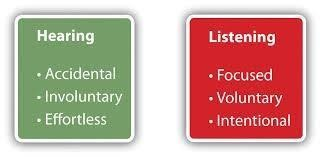 Hearing
• Accidental
• Involuntary
• Effortless
Listening
• Focused
• Voluntary
• Intentional